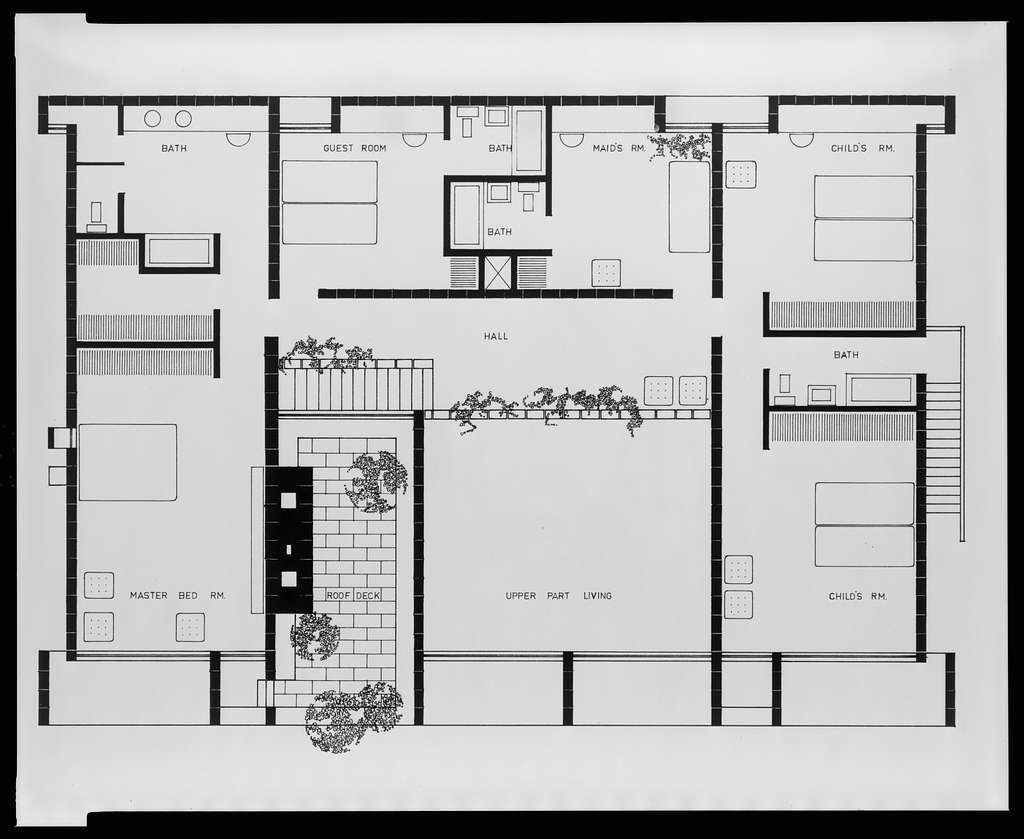 BATH
GUEST ROOM
BATH
MAID'S RM.
CHILD'S RM.
BATH
HALL
BATH
MASTER BED RM.
ROOF DECK
UPPER PART LIVING
CHILD'S RM.